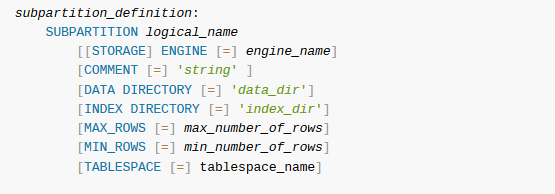 subpartition_definition:
SUBPARTITION logical_name
[[STORAGE] ENGINE [=] engine_name]
[COMMENT [=] 'string' ]
[DATA DIRECTORY [=] 'data_dir']
[INDEX DIRECTORY [=] 'index_dir']
[MAX_ROWS [=] max_number_of_rows]
[MIN_ROWS [=] min_number_of_rows]
[TABLESPACE [=] tablespace_name]